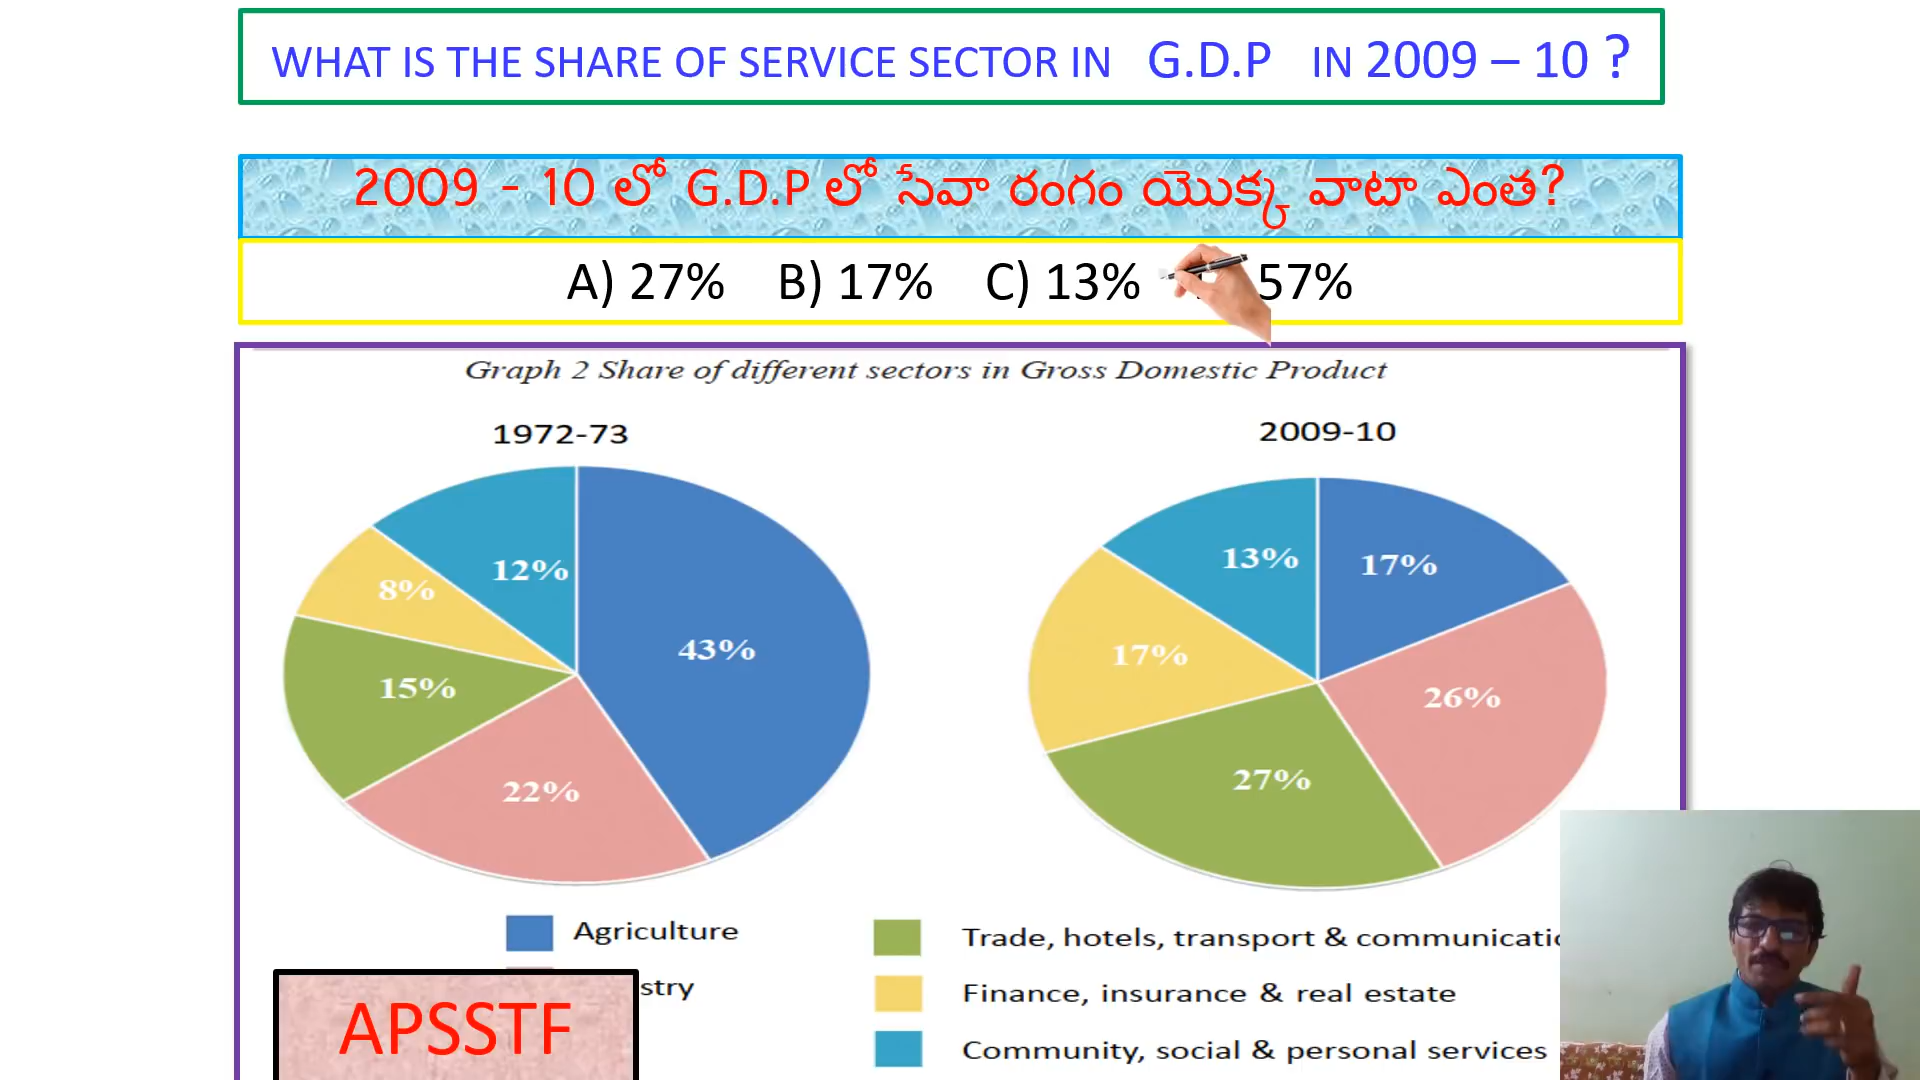 WHAT IS THE SHARE OF SERVICE SECTOR IN G.D.P IN 2009 – 10 ?
2009 - 10 లో G.D.P లో సేవా రంగం యొక్క వాటా ఎంత?
A) 27% B) 17% C) 13% 57%
Graph 2 Share of different sectors in Gross Domestic Product
1972-73
2009-10
12%
8%
43%
15%
22%
13%
17%
17%
26%
27%
Agriculture
stry
Trade, hotels, transport & communicatio
Finance, insurance & real estate
Community, social & personal services
APSSTF